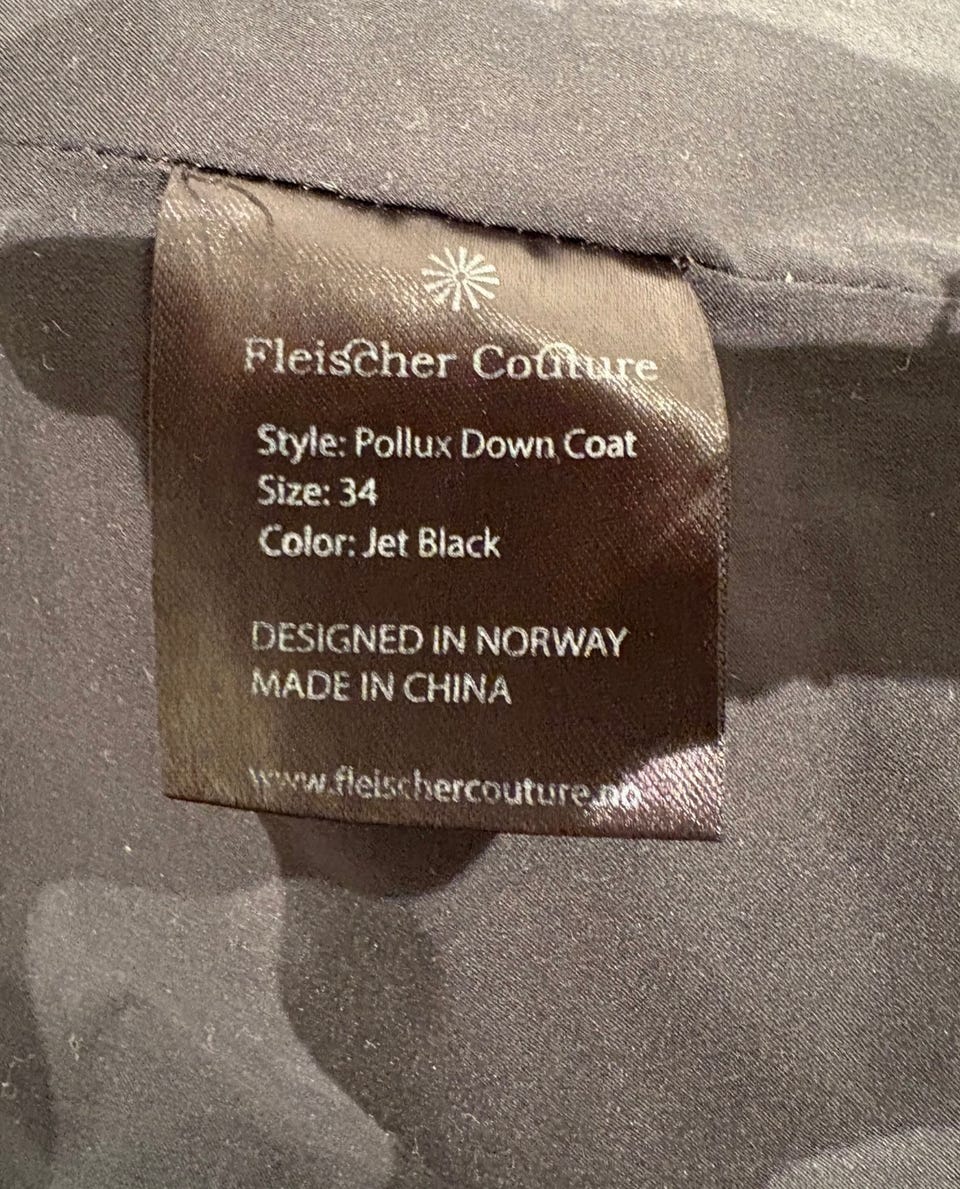 Fleischer Couture
Style: Pollux Down Coat
Size: 34
Color: Jet Black
DESIGNED IN NORWAY
MADE IN CHINA
www.fleischercouture.no